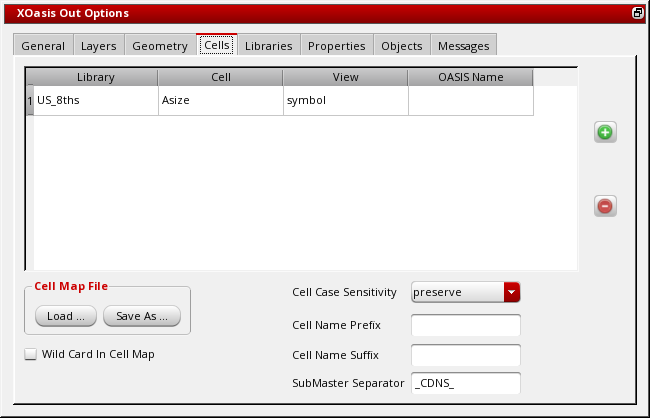 XOasis Out Options
General Layers Geometry Cells Libraries Properties Objects Messages
Library Cell View OASIS Name
1 US_8ths Asize symbol
Cell Map File
Load ... Save As ...
Wild Card In Cell Map
Cell Case Sensitivity preserve
Cell Name Prefix
Cell Name Suffix
SubMaster Separator _CDNS_